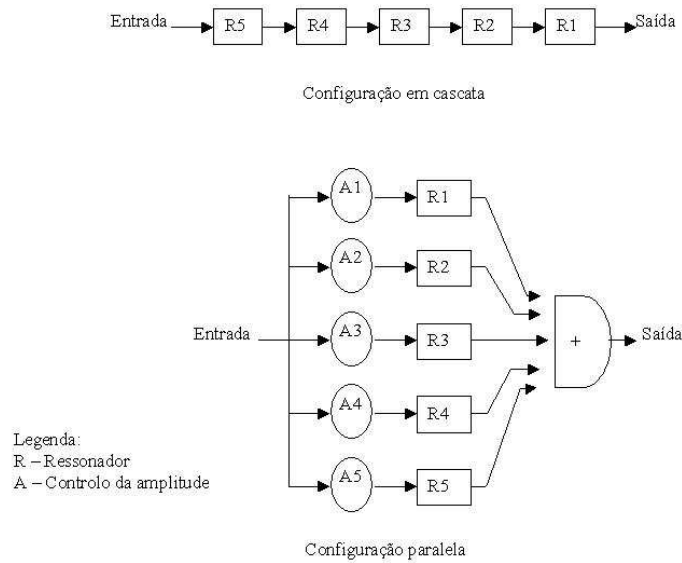 Entrada R5 R4 R3 R2 R1 Saída
Configuração em cascata
A1 R1
A2 R2
Entrada A3 R3 + Saída
A4 R4
A5 R5
Legenda:
R – Ressonador
A – Controlo da amplitude
Configuração paralela